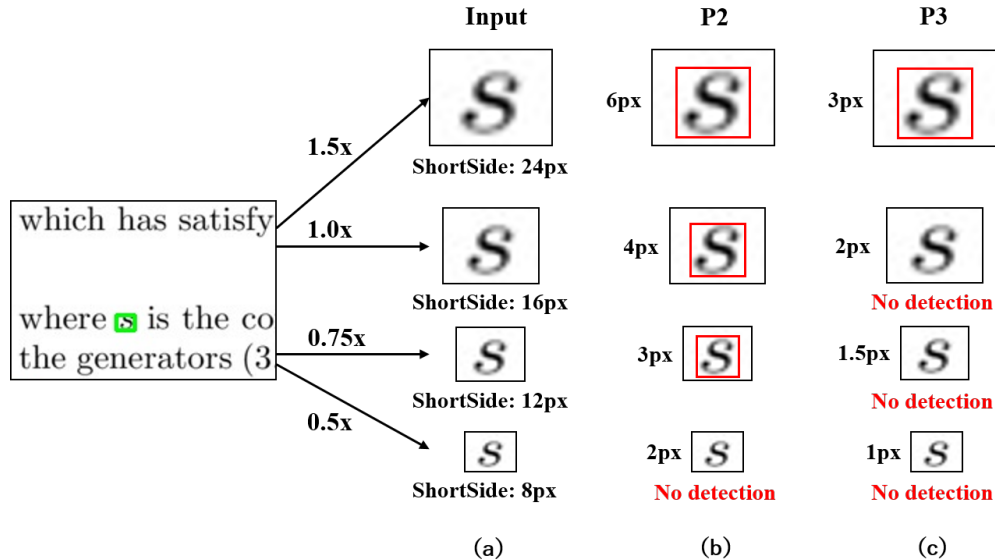 Input P2 P3
1.5x
S 6px S 3px S
ShortSide: 24px
which has satisfy
1.0x
S 4px S 2px S
ShortSide: 16px No detection
where s is the co
the generators (3
0.75x
S 3px S 1.5px S
ShortSide: 12px No detection
0.5x
S 2px S 1px S
ShortSide: 8px No detection No detection
(a) (b) (c)